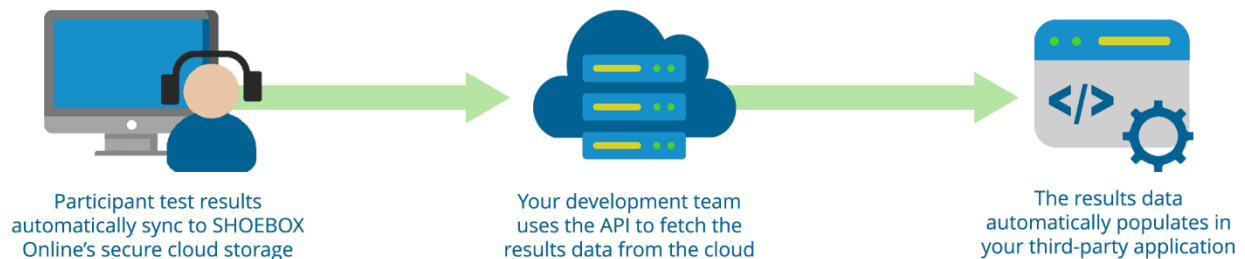 Participant test results
automatically sync to SHOEBOX
Online's secure cloud storage
Your development team
uses the API to fetch the
results data from the cloud
</>
The results data
automatically populates in
your third-party application